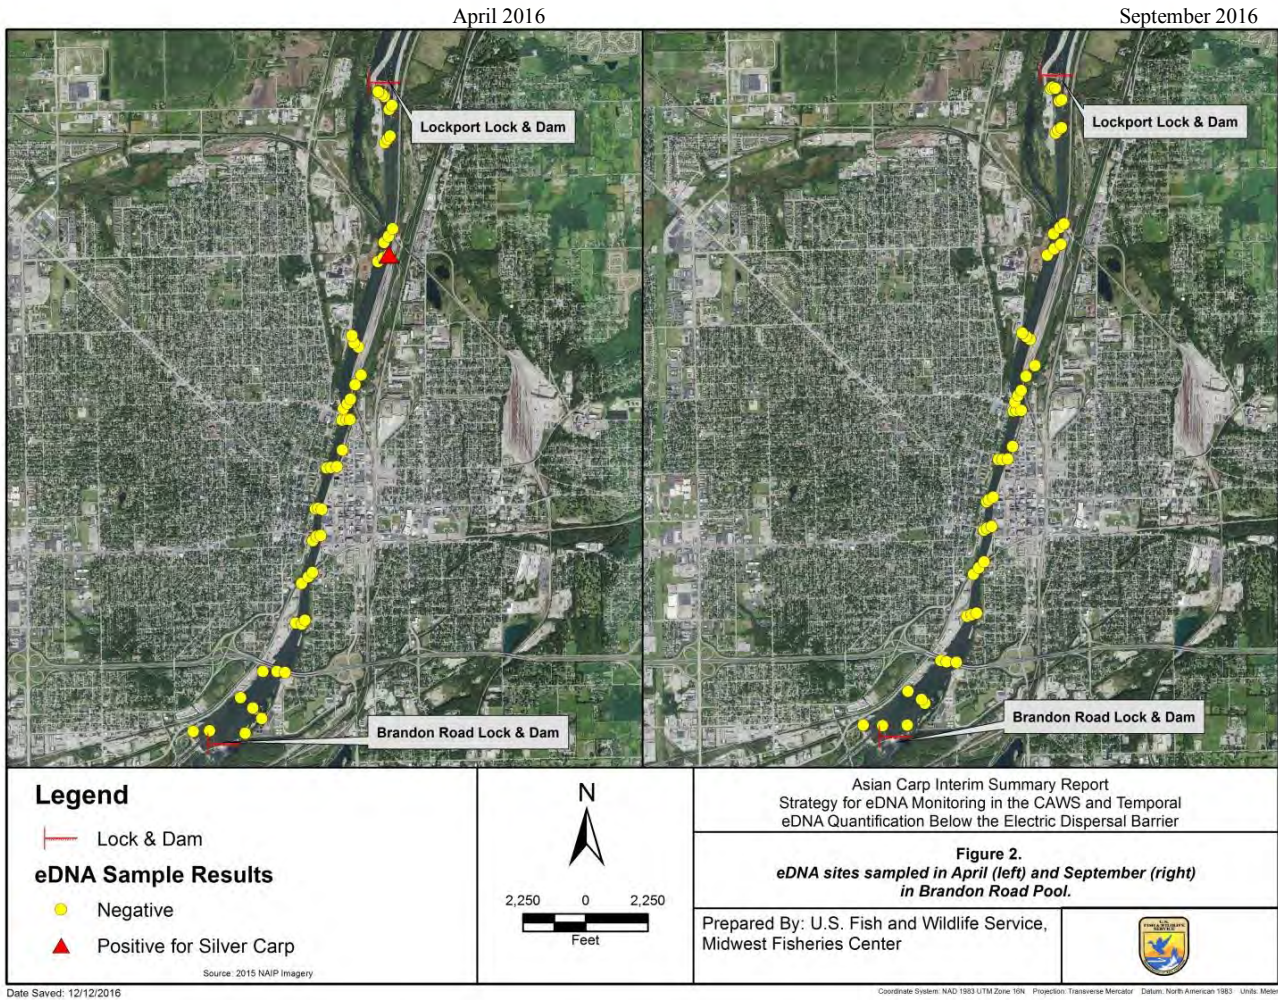 April 2016
September 2016
Lockport Lock & Dam
Lockport Lock & Dam
Brandon Road Lock & Dam
Brandon Road Lock & Dam
Legend
Lock & Dam
eDNA Sample Results
Negative
Positive for Silver Carp
Source: 2015 NAIP Imagery
N
2,250 0 2,250
Feet
Asian Carp Interim Summary Report
Strategy for eDNA Monitoring in the CAWS and Temporal
eDNA Quantification Below the Electric Dispersal Barrier
Figure 2.
eDNA sites sampled in April (left) and September (right)
in Brandon Road Pool.
Prepared By: U.S. Fish and Wildlife Service,
Midwest Fisheries Center
U.S.
FISH & WILDLIFE
SERVICE
Date Saved: 12/12/2016
Coordinate System: NAD 1983 UTM Zone 16N Projection: Transverse Mercator Datum: North American 1983 Units: Meter